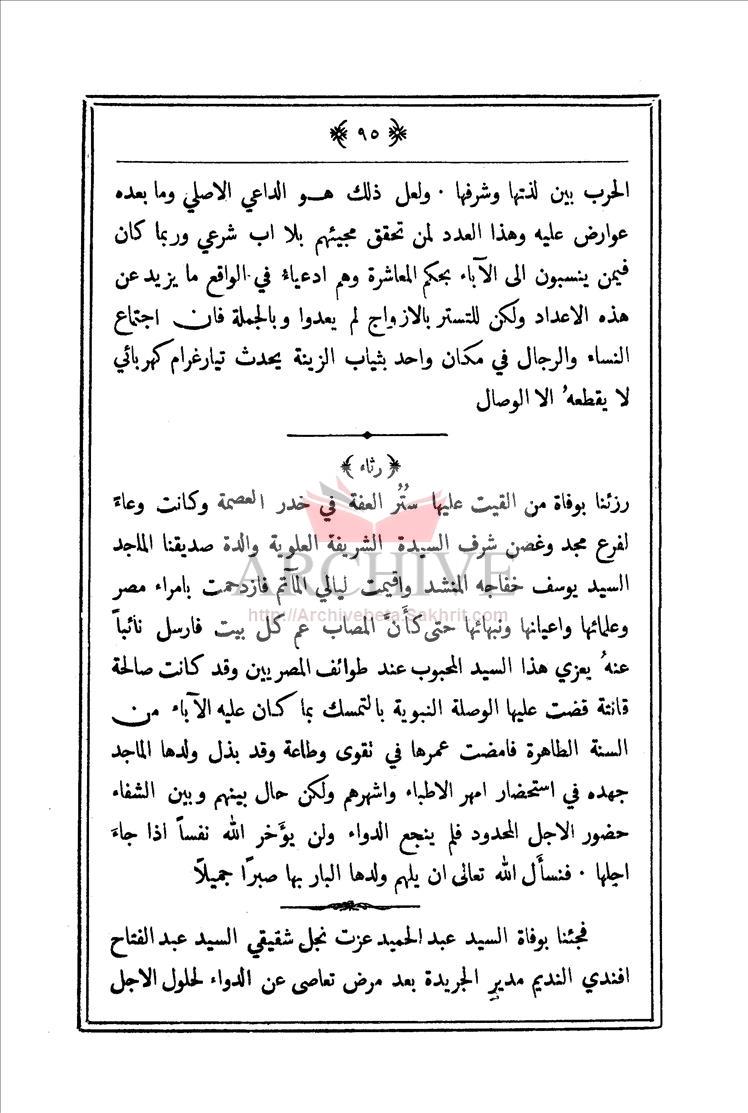 ﴿ ٩٥ ﴾
الحرب بين لذتها وشرفها ٠ ولعل ذلك هو الداعي الاصلي وما بعده
عوارض عليه وهذا العدد لمن تحقق مجيئهم بلا اب شرعي وربما كان
فيمن ينسبون الى الآباء بحكم المعاشرة وهم ادعياءُ في الواقع ما يزيد عن
هذه الاعداد ولكن للتستر بالازواج لم يعدوا وبالجملة فان اجتماع
النساء والرجال في مكان واحد بثياب الزينة يحدث تيارغرام كهربائي
لا يقطعهُ الا الوصال
﴿ رثاء ﴾
رزئنا بوفاة من القيت عليها ستُرُ العفة في خدر العصمة وكانت وعاءً
لفرع مجد وغصن شرف السيدة الشريفة العلوية والدة صديقنا الماجد
السيد يوسف خفاجه المنشد واقيمت ليالي المآتم فازدحمت بامراء مصر
وعلمائها واعيانها ونبهائها حتى كأَنَّ المصاب عم كل بيت فارسل نائباً
عنهُ يعزي هذا السيد المحبوب عند طوائف المصريين وقد كانت صالحة
قانتة قضت عليها الوصلة النبوية بالتمسك بما كان عليه الآباء من
السنة الطاهرة فامضت عمرها في نقوى وطاعة وقد بذل ولدها الماجد
جهده في استحضار امهر الاطباء واشهرهم ولكن حال بينهم وبين الشفاء
حضور الاجل المحدود فلم ينجع الدواء ولن يؤَخر الله نفساً اذا جاءَ
اجلها ٠ فنسأَل الله تعالى ان يلهم ولدها البار بها صبرًا جميلاً
فجئنا بوفاة السيد عبد الحميد عزت نجل شقيقي السيد عبد الفتاح
افندي النديم مدير الجريدة بعد مرض تعاصى عن الدواء لحلول الاجل
ARCHIVE
http://Archivebeta.Sakhrit.com